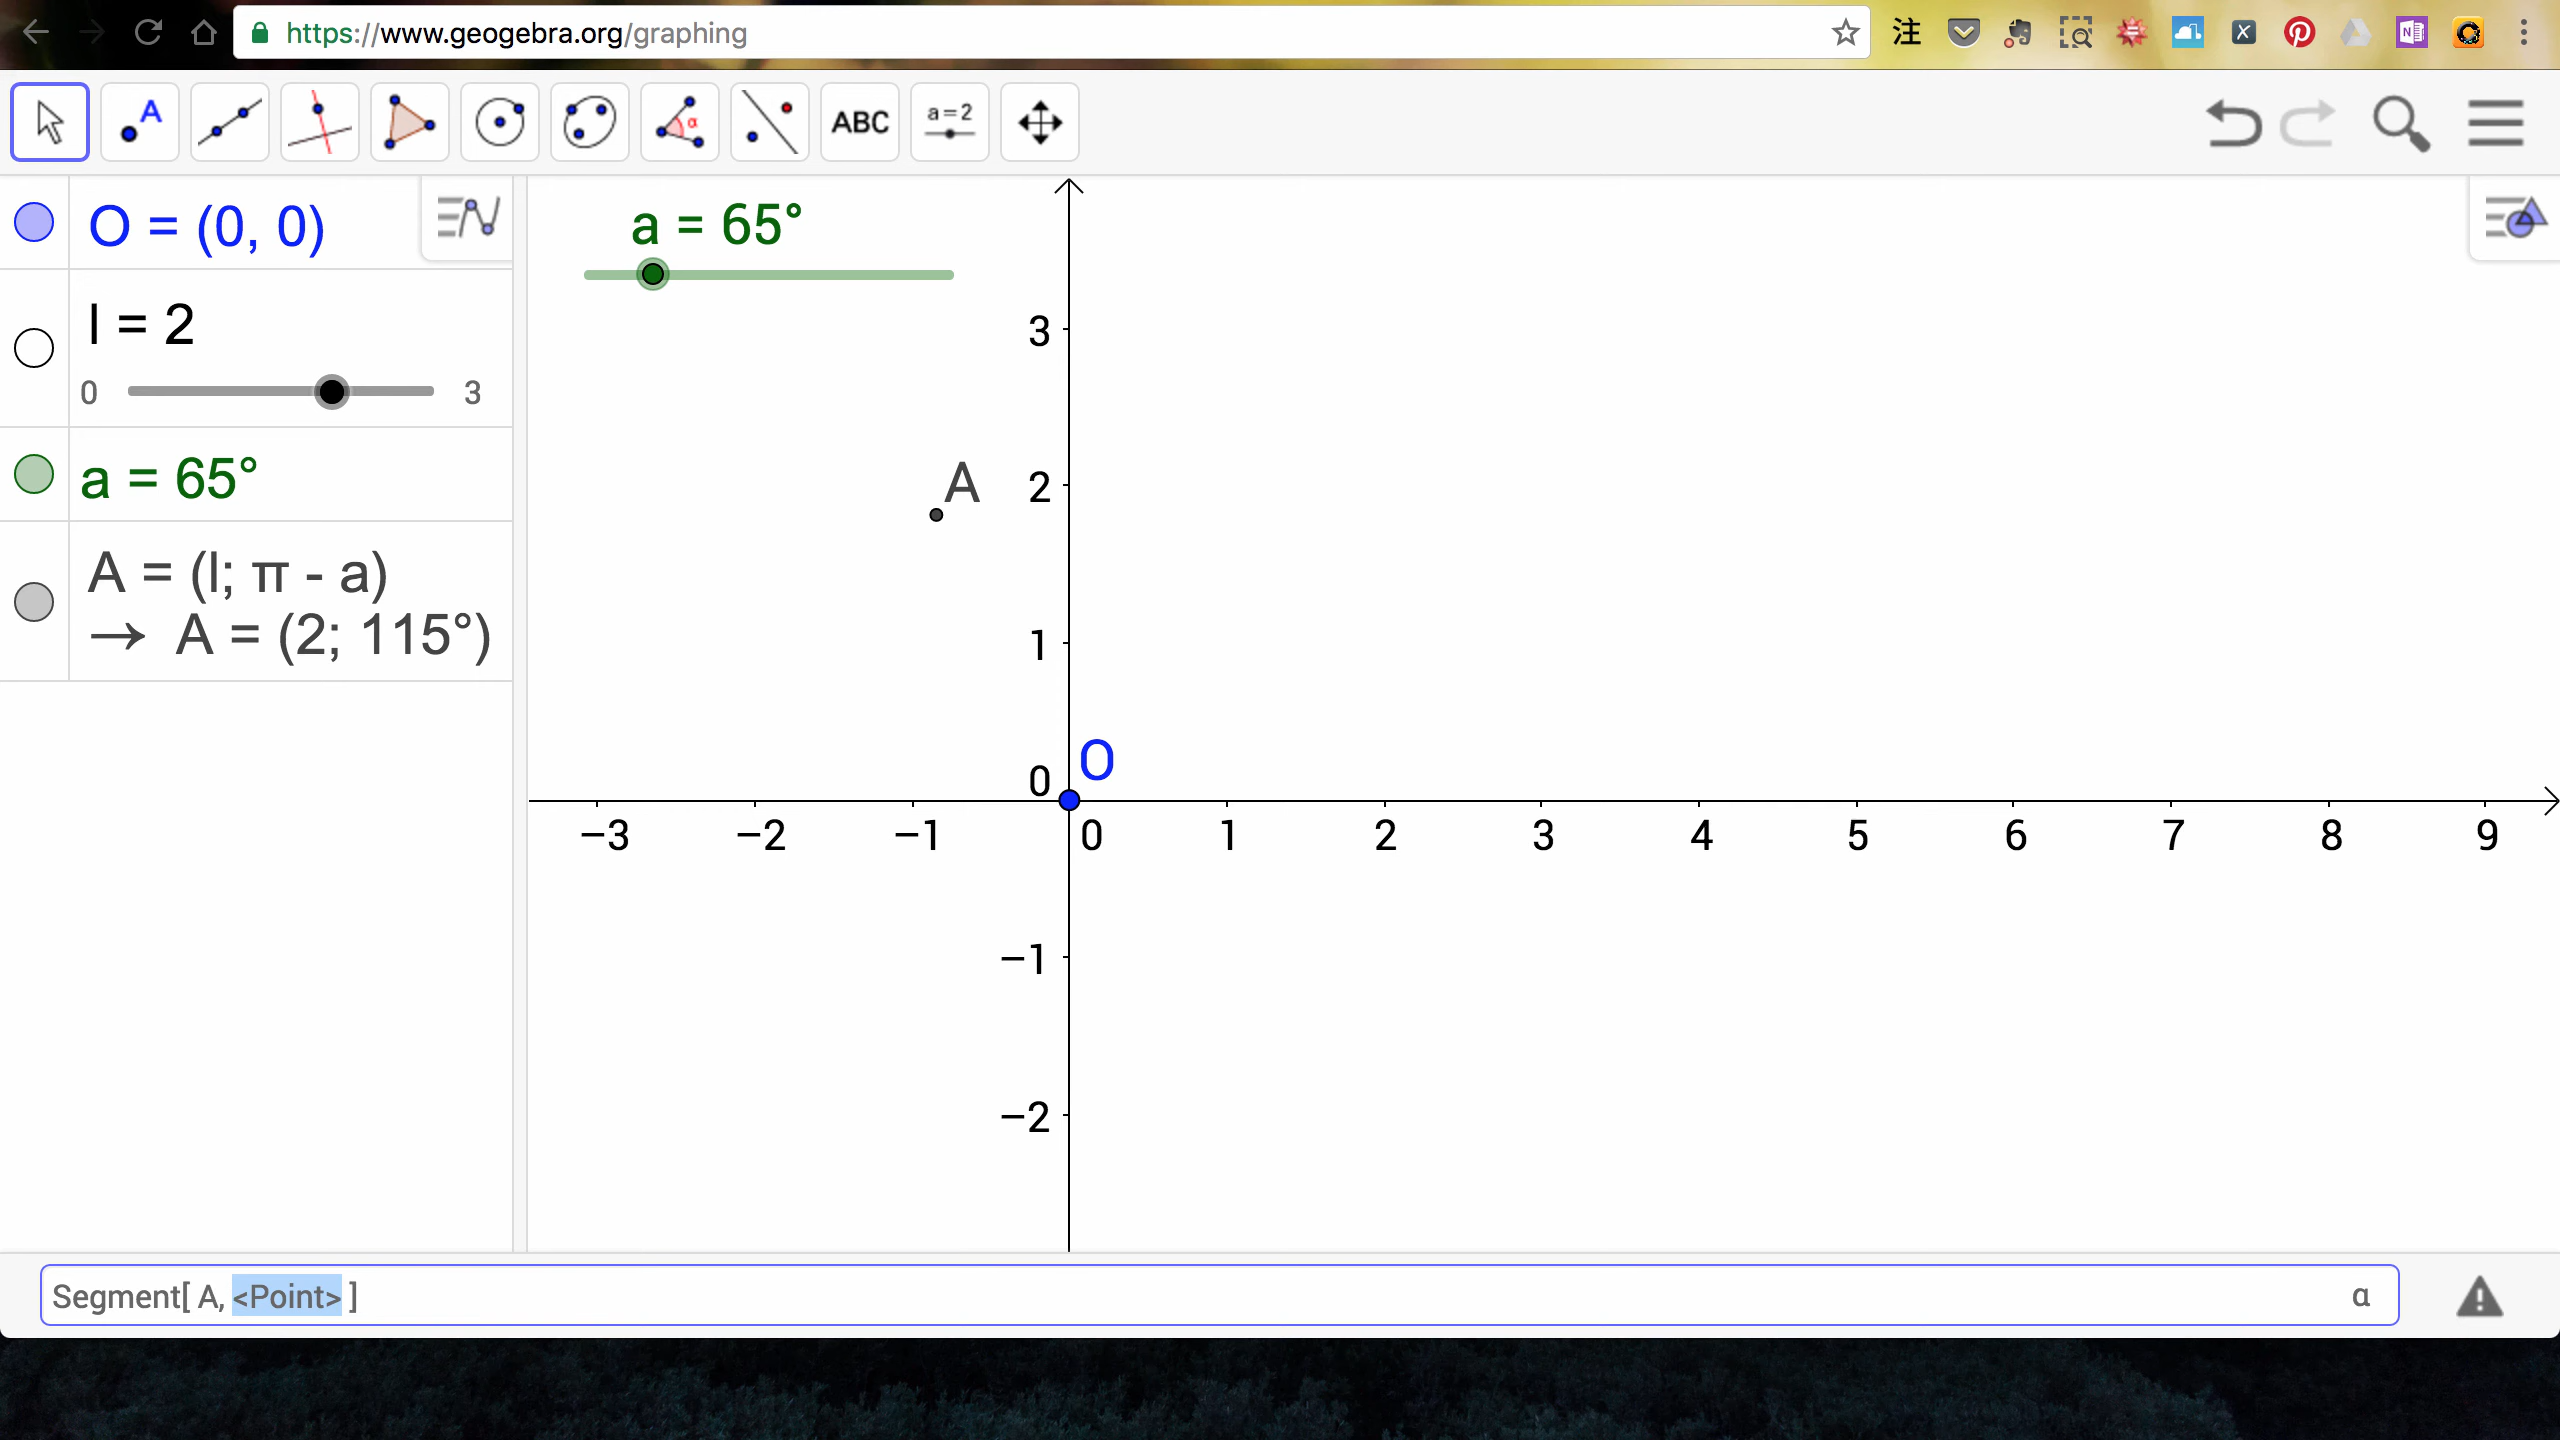 https://www.geogebra.org/graphing
注
x
N
A
α
ABC
a = 2
O = (0, 0)
l = 2
0
3
a = 65°
A = (l; π - a)
→ A = (2; 115°)
a = 65°
3
A
2
1
O
0
−3 −2 −1 0 1 2 3 4 5 6 7 8 9
−1
−2
Segment[ A, <Point> ]
α